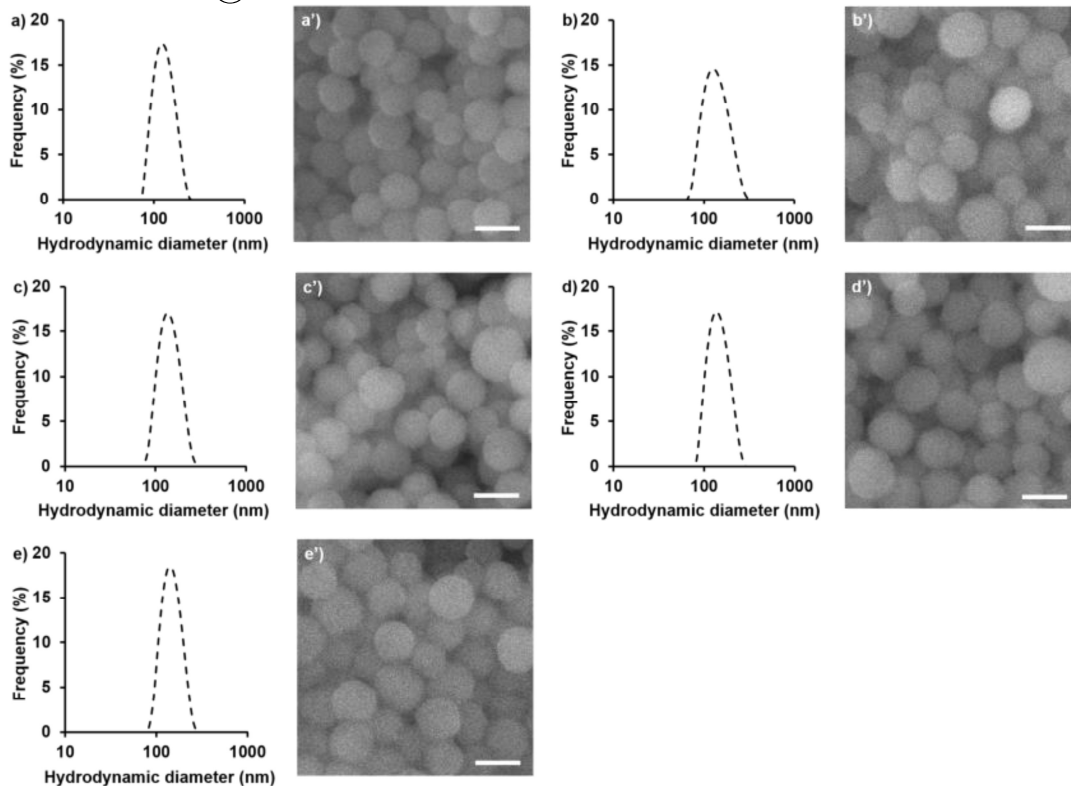 a)
20
15
10
5
0
Frequency (%)
10 100 1000
Hydrodynamic diameter (nm)
a’)
b)
20
15
10
5
0
Frequency (%)
10 100 1000
Hydrodynamic diameter (nm)
b’)
c)
20
15
10
5
0
Frequency (%)
10 100 1000
Hydrodynamic diameter (nm)
c’)
d)
20
15
10
5
0
Frequency (%)
10 100 1000
Hydrodynamic diameter (nm)
d’)
e)
20
15
10
5
0
Frequency (%)
10 100 1000
Hydrodynamic diameter (nm)
e’)